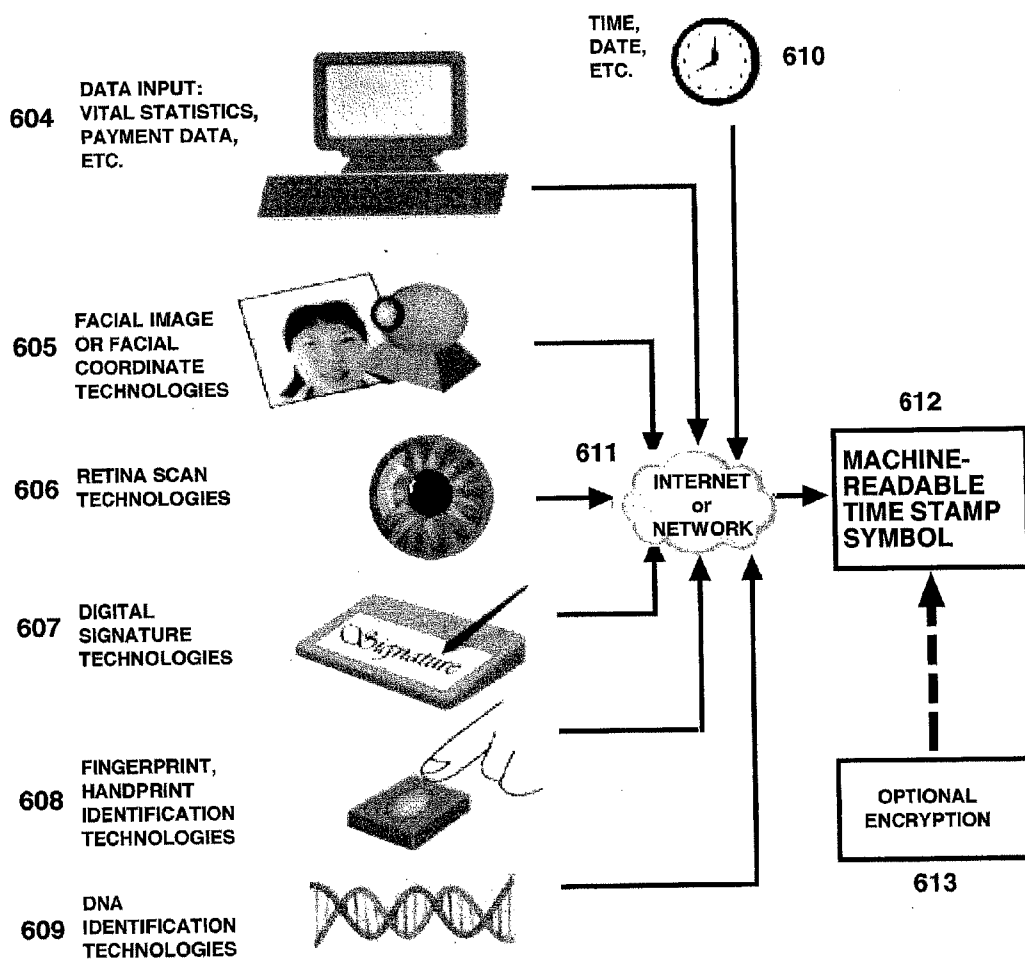 TIME,
DATE,
ETC.
610
604
DATA INPUT:
VITAL STATISTICS,
PAYMENT DATA,
ETC.
605
FACIAL IMAGE
OR FACIAL
COORDINATE
TECHNOLOGIES
606
RETINA SCAN
TECHNOLOGIES
611
INTERNET
or
NETWORK
612
MACHINE-
READABLE
TIME STAMP
SYMBOL
607
DIGITAL
SIGNATURE
TECHNOLOGIES
Signature
608
FINGERPRINT,
HANDPRINT
IDENTIFICATION
TECHNOLOGIES
OPTIONAL
ENCRYPTION
613
609
DNA
IDENTIFICATION
TECHNOLOGIES